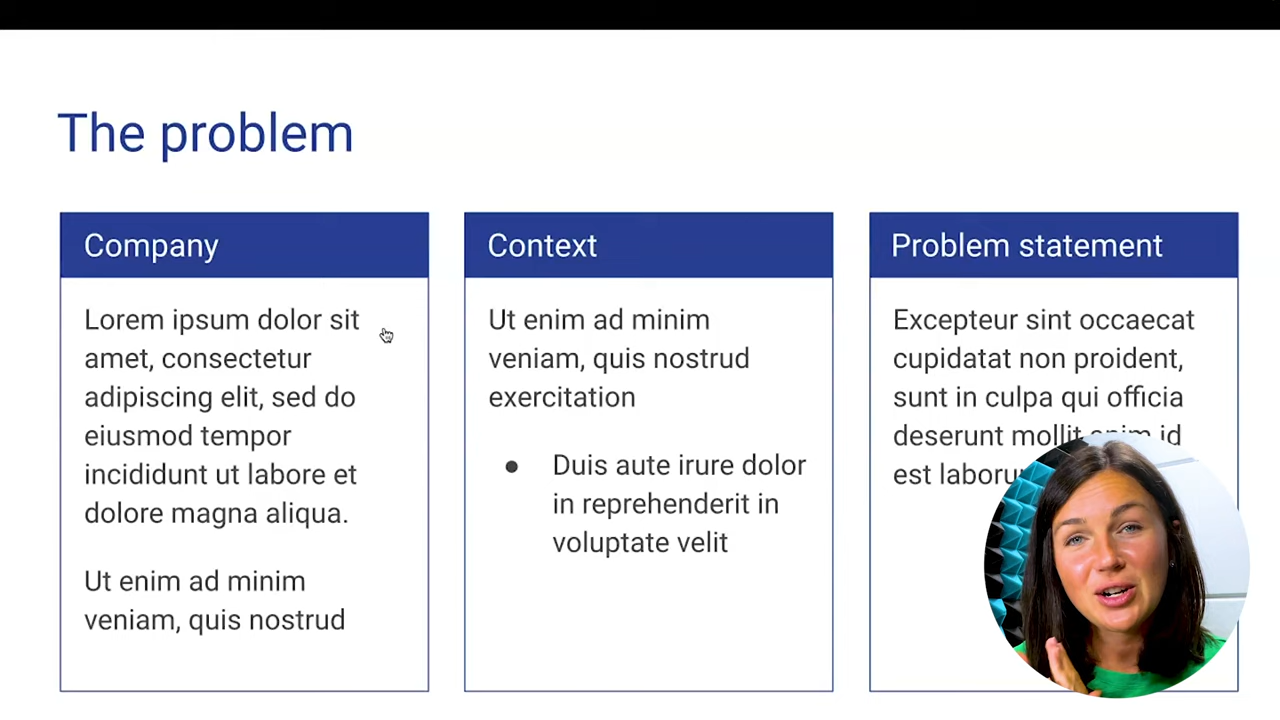 The problem
Company
Lorem ipsum dolor sit
amet, consectetur
adipiscing elit, sed do
eiusmod tempor
incididunt ut labore et
dolore magna aliqua.
Ut enim ad minim
veniam, quis nostrud
Context
Ut enim ad minim
veniam, quis nostrud
exercitation
● Duis aute irure dolor
in reprehenderit in
voluptate velit
Problem statement
Excepteur sint occaecat
cupidatat non proident,
sunt in culpa qui officia
deserunt mollit anim id
est